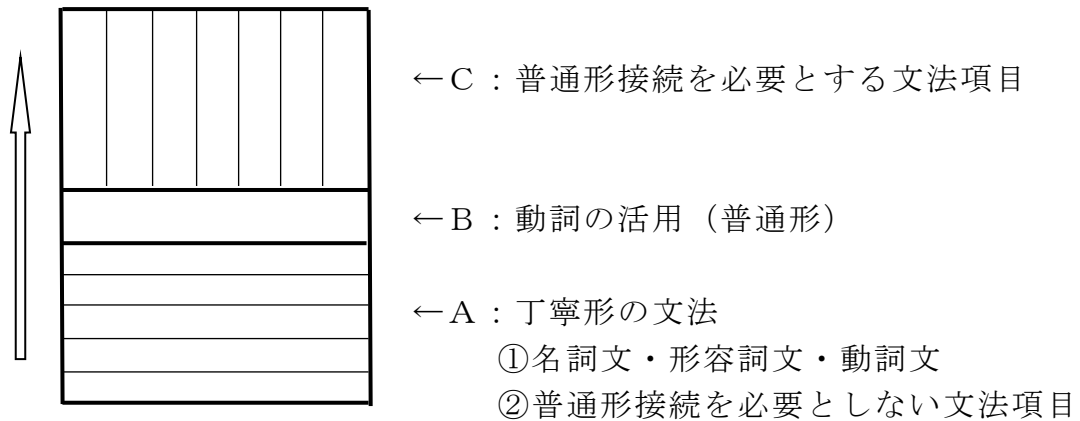 ←Ｃ：普通形接続を必要とする文法項目
←Ｂ：動詞の活用（普通形）
←Ａ：丁寧形の文法
①名詞文・形容詞文・動詞文
②普通形接続を必要としない文法項目